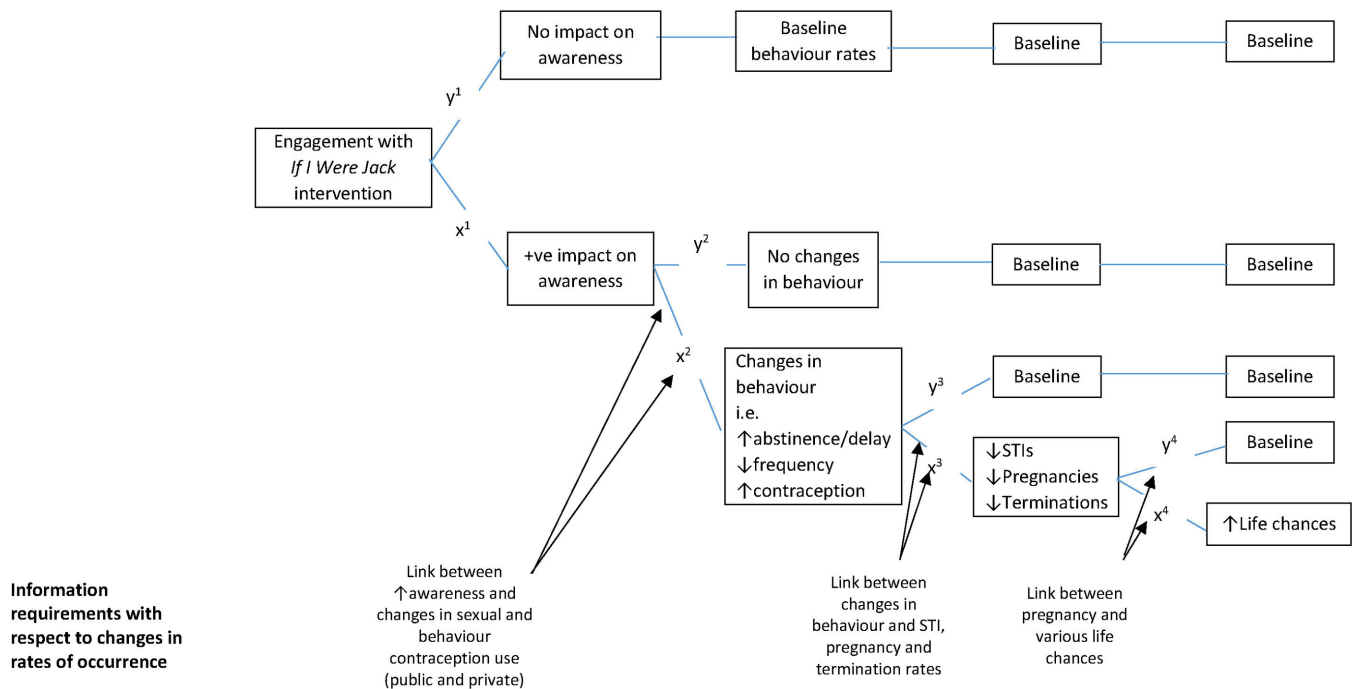 No impact on
awareness
Baseline
behaviour rates
Baseline
Baseline
y¹
Engagement with
If I Were Jack
intervention
x¹
+ve impact on
awareness
y²
No changes
in behaviour
Baseline
Baseline
x²
Changes in
behaviour
i.e.
↑abstinence/delay
↓frequency
↑contraception
y³
Baseline
Baseline
x³
↓STIs
↓Pregnancies
↓Terminations
y⁴
Baseline
x⁴
↑Life chances
Information
requirements with
respect to changes in
rates of occurrence
Link between
↑awareness and
changes in sexual and
behaviour
contraception use
(public and private)
Link between
changes in
behaviour and STI,
pregnancy and
termination rates
Link between
pregnancy and
various life
chances